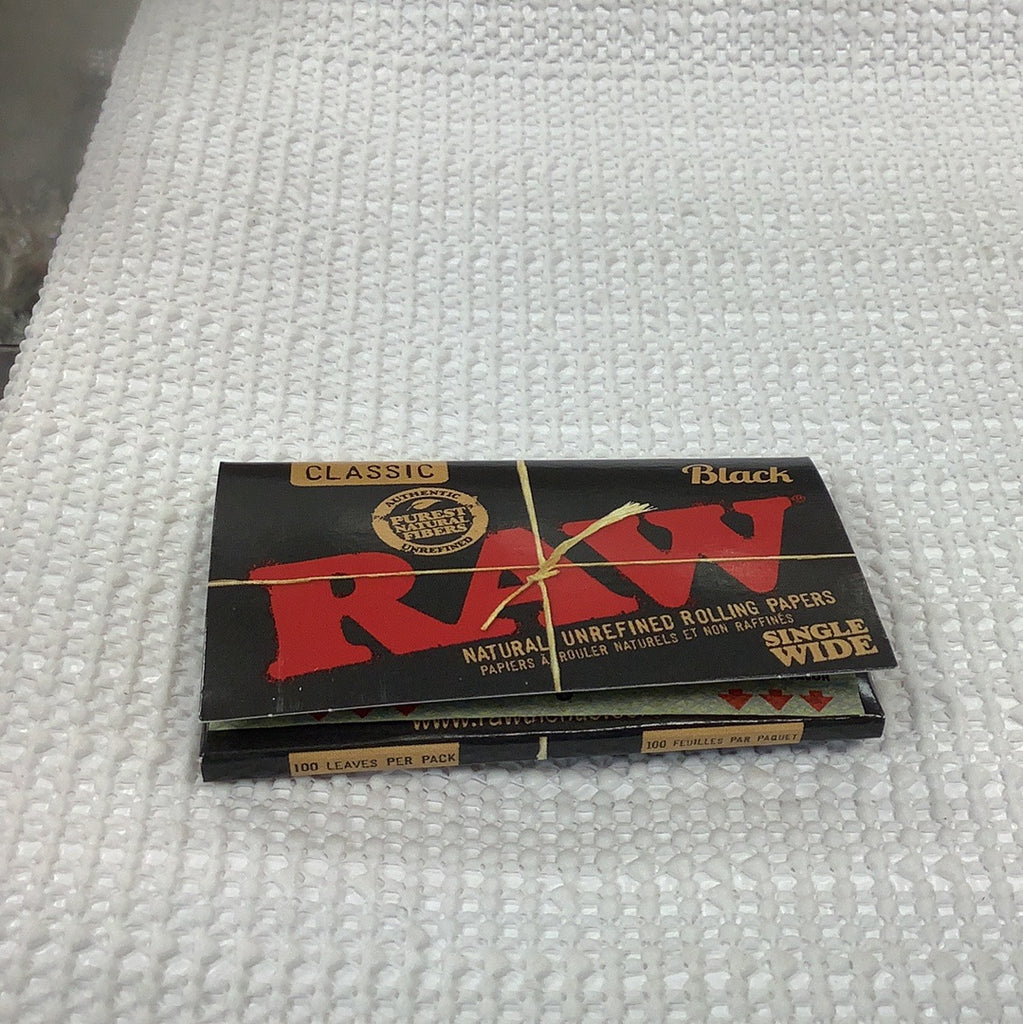 CLASSIC
Black
AUTHENTIC
PUREST
NATURAL
FIBERS
UNREFINED
RAW®
NATURAL UNREFINED ROLLING PAPERS
PAPIERS À ROULER NATURELS ET NON RAFFINÉS
SINGLE
WIDE
100 LEAVES PER PACK
100 FEUILLES PAR PAQUET